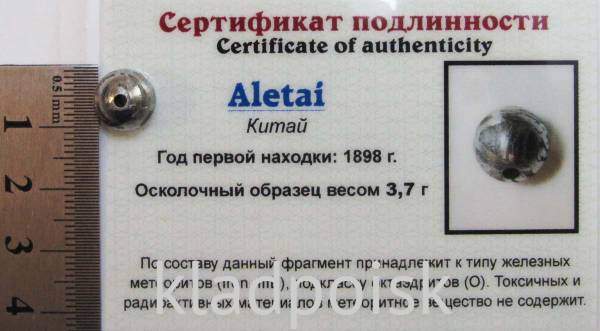 Сертификат подлинности
Certificate of authenticity
Aletai
Китай
Год первой находки: 1898 г.
Осколочный образец весом 3,7 г
По составу данный фрагмент принадлежит к типу железных
метеоритов (Iron, подклассу октаэдритов (O). Токсичных и
радиоактивных материалов метеоритное вещество не содержит.
kladpoisk
0.5 mm
1
2
3
4